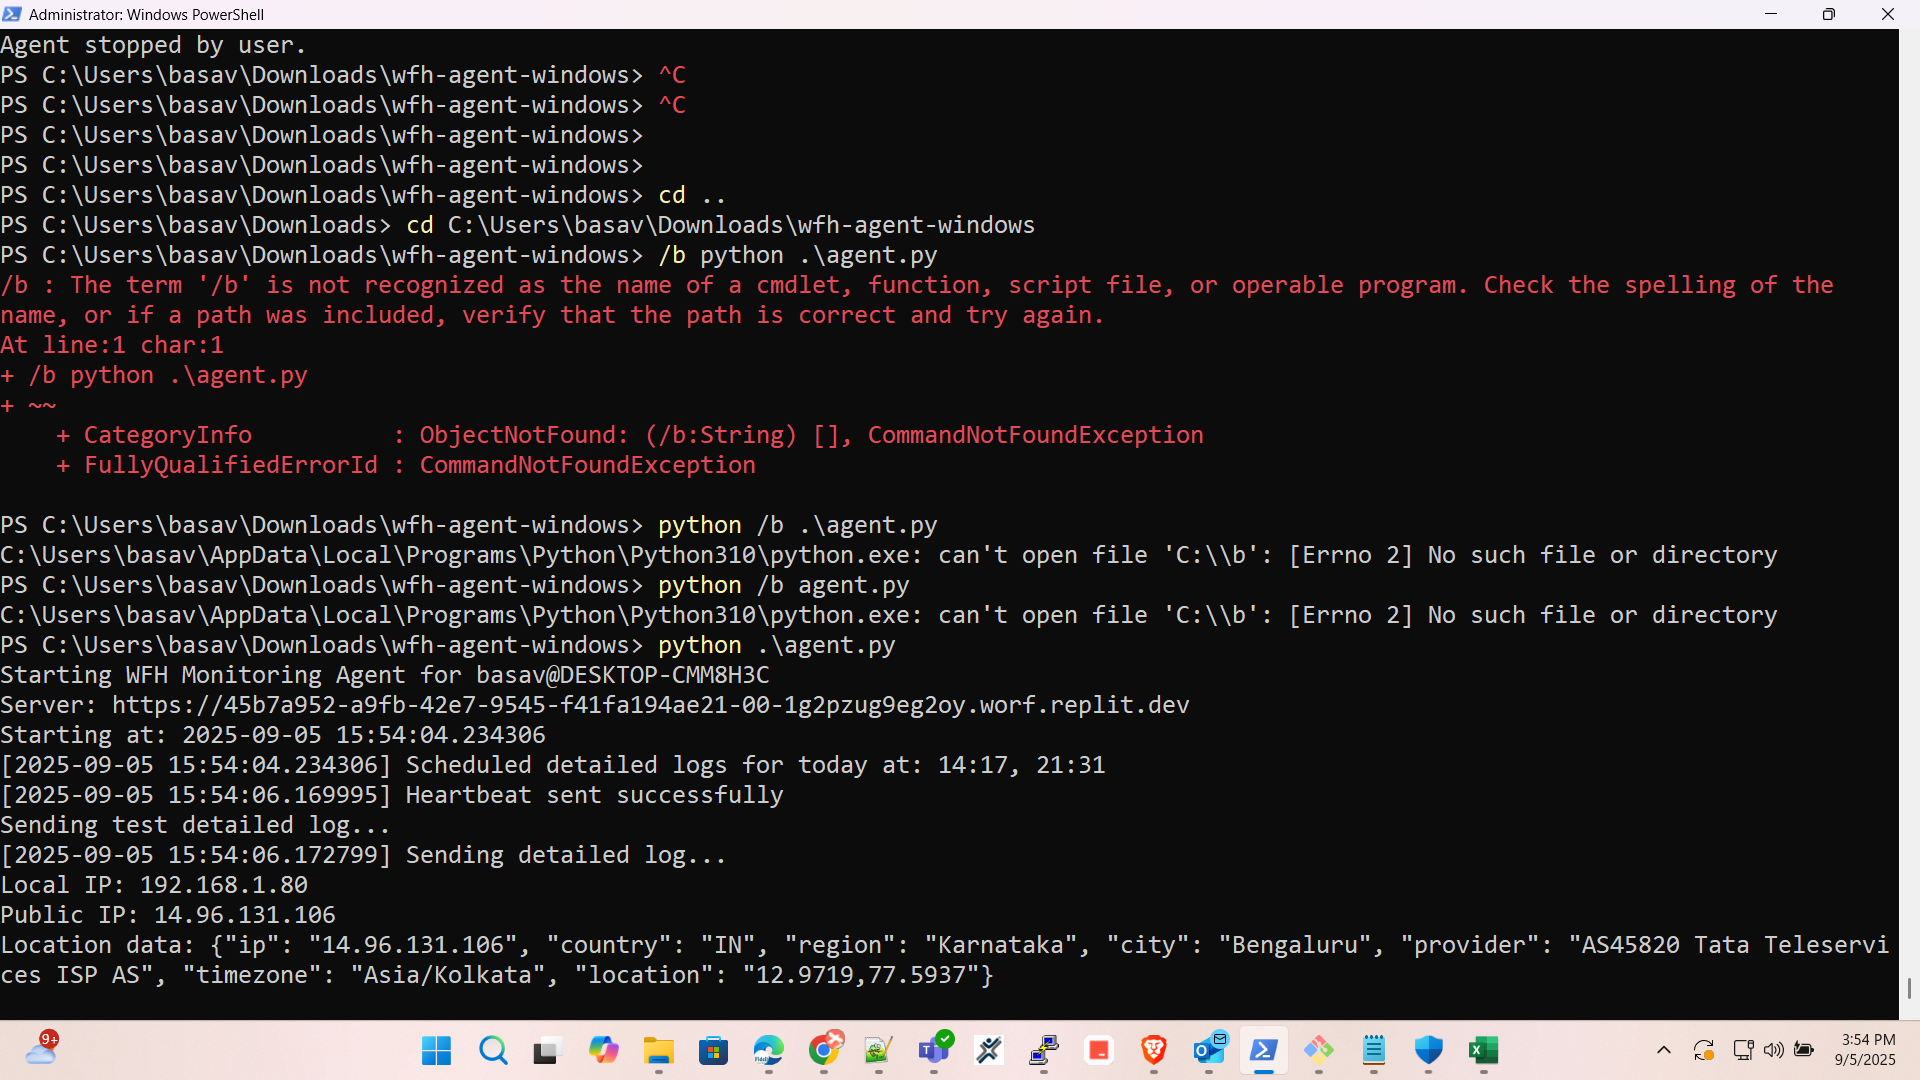 Administrator: Windows PowerShell
Agent stopped by user.
PS C:\Users\basav\Downloads\wfh-agent-windows> ^C
PS C:\Users\basav\Downloads\wfh-agent-windows> ^C
PS C:\Users\basav\Downloads\wfh-agent-windows>
PS C:\Users\basav\Downloads\wfh-agent-windows>
PS C:\Users\basav\Downloads\wfh-agent-windows> cd ..
PS C:\Users\basav\Downloads> cd C:\Users\basav\Downloads\wfh-agent-windows
PS C:\Users\basav\Downloads\wfh-agent-windows> /b python .\agent.py
/b : The term '/b' is not recognized as the name of a cmdlet, function, script file, or operable program. Check the spelling of the
name, or if a path was included, verify that the path is correct and try again.
At line:1 char:1
+ /b python .\agent.py
+ ~~
    + CategoryInfo          : ObjectNotFound: (/b:String) [], CommandNotFoundException
    + FullyQualifiedErrorId : CommandNotFoundException
PS C:\Users\basav\Downloads\wfh-agent-windows> python /b .\agent.py
C:\Users\basav\AppData\Local\Programs\Python\Python310\python.exe: can't open file 'C:\\b': [Errno 2] No such file or directory
PS C:\Users\basav\Downloads\wfh-agent-windows> python /b agent.py
C:\Users\basav\AppData\Local\Programs\Python\Python310\python.exe: can't open file 'C:\\b': [Errno 2] No such file or directory
PS C:\Users\basav\Downloads\wfh-agent-windows> python .\agent.py
Starting WFH Monitoring Agent for basav@DESKTOP-CMM8H3C
Server: https://45b7a952-a9fb-42e7-9545-f41fa194ae21-00-1g2pzug9eg2oy.worf.replit.dev
Starting at: 2025-09-05 15:54:04.234306
[2025-09-05 15:54:04.234306] Scheduled detailed logs for today at: 14:17, 21:31
[2025-09-05 15:54:06.169995] Heartbeat sent successfully
Sending test detailed log...
[2025-09-05 15:54:06.172799] Sending detailed log...
Local IP: 192.168.1.80
Public IP: 14.96.131.106
Location data: {"ip": "14.96.131.106", "country": "IN", "region": "Karnataka", "city": "Bengaluru", "provider": "AS45820 Tata Teleservi
ces ISP AS", "timezone": "Asia/Kolkata", "location": "12.9719,77.5937"}
9+
3:54 PM
9/5/2025